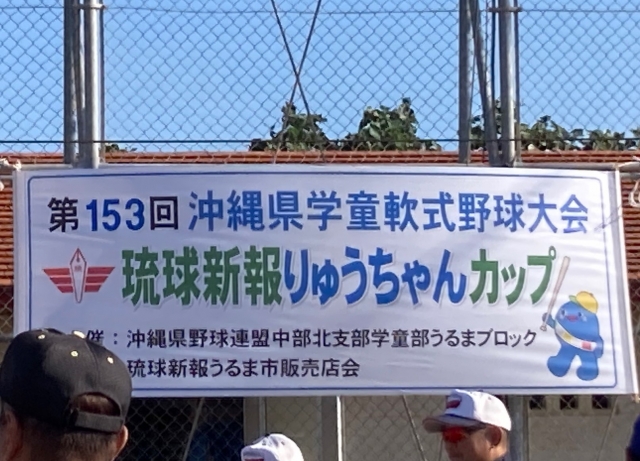 第153回 沖縄県学童軟式野球大会
琉球新報りゅうちゃんカップ
催：沖縄県野球連盟中部北支部学童部うるまブロック
琉球新報うるま市販売店会